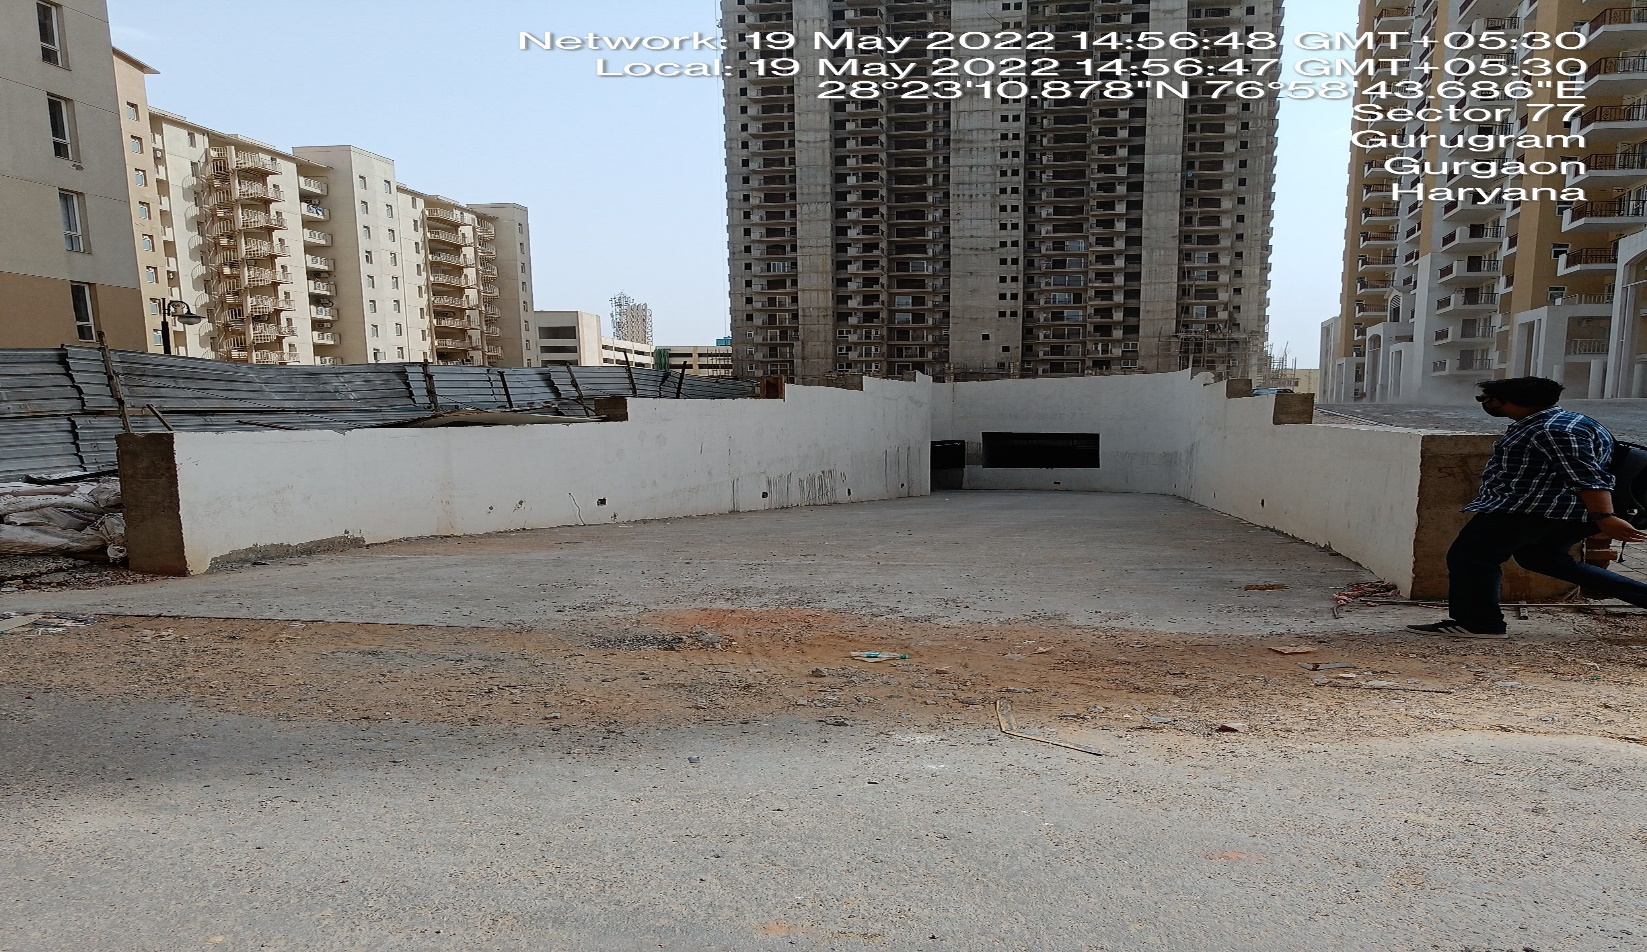 Network: 19 May 2022 14:56:48 GMT+05:30
Local: 19 May 2022 14:56:47 GMT+05:30
28°23'10.878"N 76°58'43.686"E
Sector 77
Gurugram
Gurgaon
Haryana